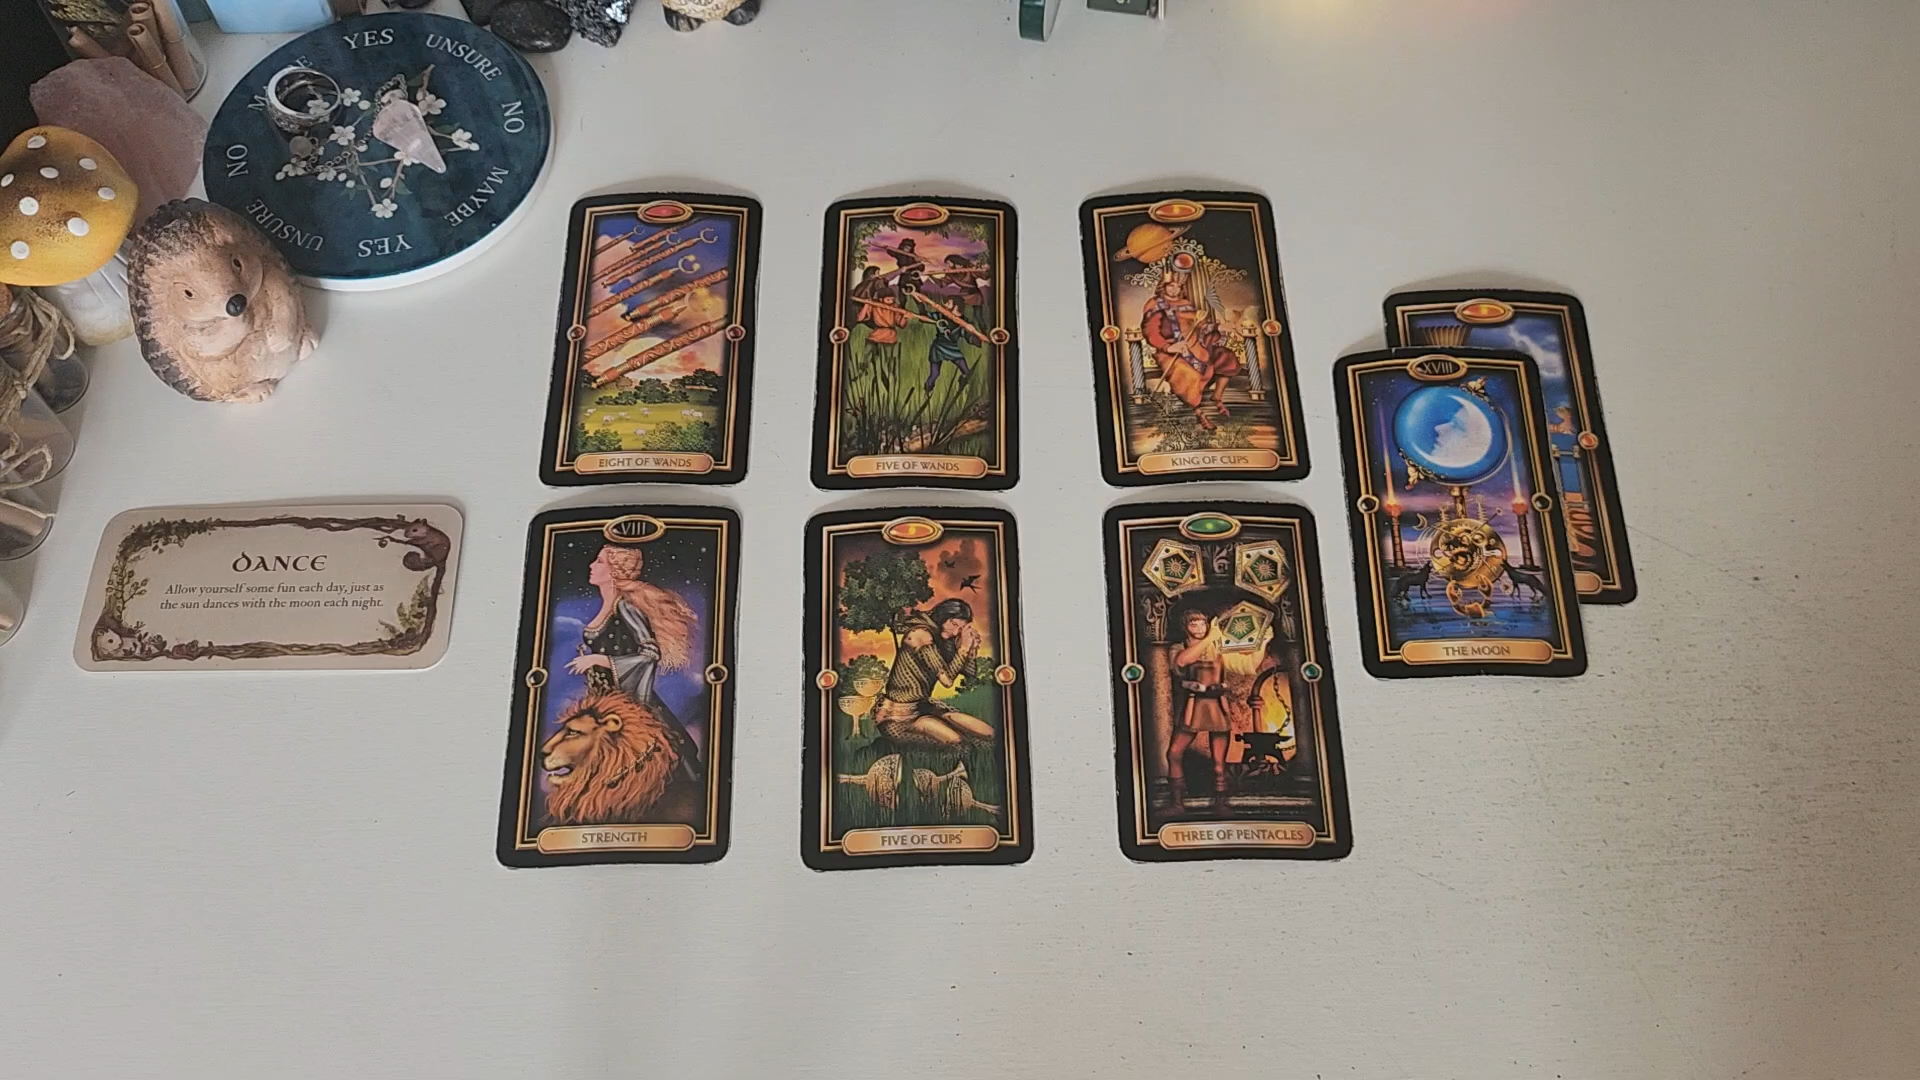 YES
UNSURE
NO
MAYBE
YES
UNSURE
NO
DANCE
Allow yourself some fun each day, just as
the sun dances with the moon each night.
EIGHT OF WANDS
FIVE OF WANDS
KING OF CUPS
VIII
STRENGTH
FIVE OF CUPS
THREE OF PENTACLES
XVIII
THE MOON